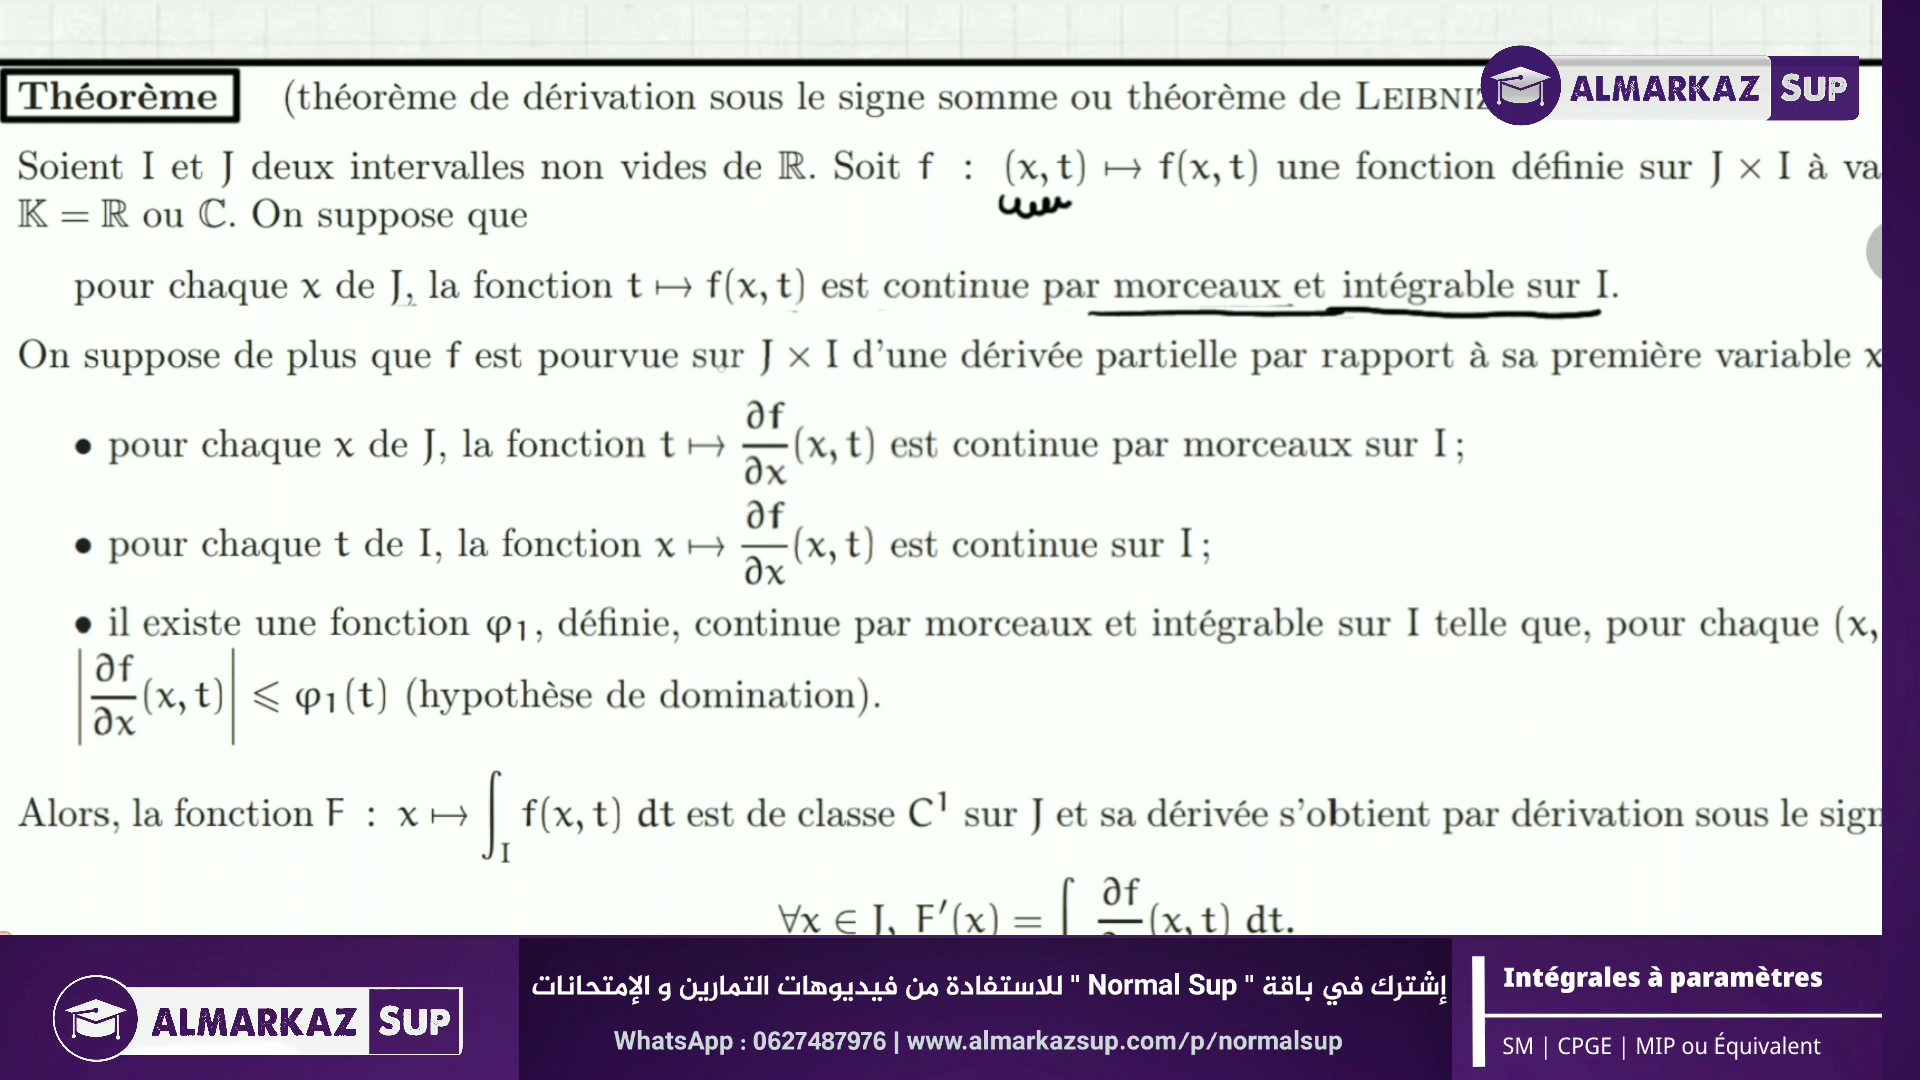 Théorème (théorème de dérivation sous le signe somme ou théorème de LEIBNIZ
ALMARKAZ SUP
Soient I et J deux intervalles non vides de ℝ. Soit f : (x, t) ↦ f(x, t) une fonction définie sur J × I à va
𝕂 = ℝ ou ℂ. On suppose que
pour chaque x de J, la fonction t ↦ f(x, t) est continue par morceaux et intégrable sur I.
On suppose de plus que f est pourvue sur J × I d'une dérivée partielle par rapport à sa première variable x
• pour chaque x de J, la fonction t ↦ ∂f/∂x (x, t) est continue par morceaux sur I ;
• pour chaque t de I, la fonction x ↦ ∂f/∂x (x, t) est continue sur I ;
• il existe une fonction φ₁, définie, continue par morceaux et intégrable sur I telle que, pour chaque (x,
|∂f/∂x (x, t)| ⩽ φ₁(t) (hypothèse de domination).
Alors, la fonction F : x ↦ ∫_I f(x, t) dt est de classe C¹ sur J et sa dérivée s'obtient par dérivation sous le sign
∀x ∈ J, F′(x) = ∫ ∂f (x, t) dt.
ALMARKAZ SUP
إشترك في باقة " Normal Sup " للاستفادة من فيديوهات التمارين و الإمتحانات
WhatsApp : 0627487976 | www.almarkazsup.com/p/normalsup
Intégrales à paramètres
SM | CPGE | MIP ou Équivalent